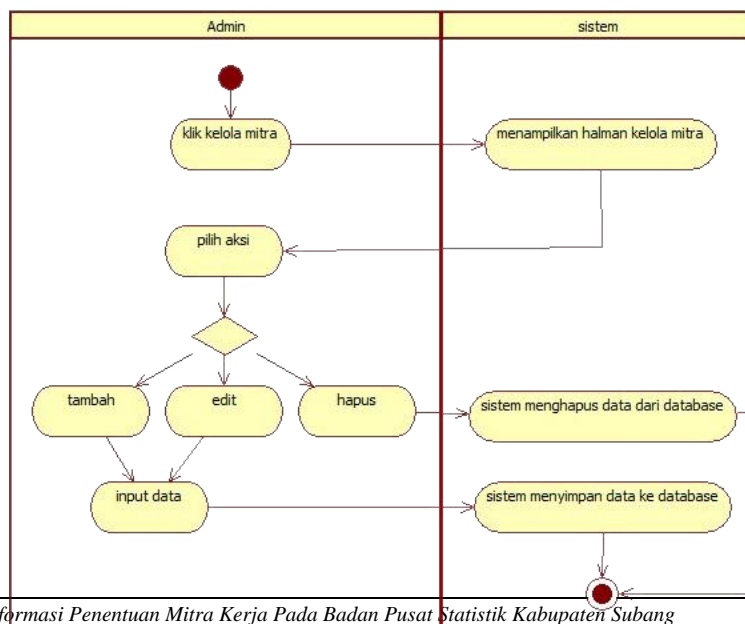 Admin
sistem
klik kelola mitra
menampilkan halman kelola mitra
pilih aksi
tambah
edit
hapus
sistem menghapus data dari database
input data
sistem menyimpan data ke database
formasi Penentuan Mitra Kerja Pada Badan Pusat Statistik Kabupaten Subang